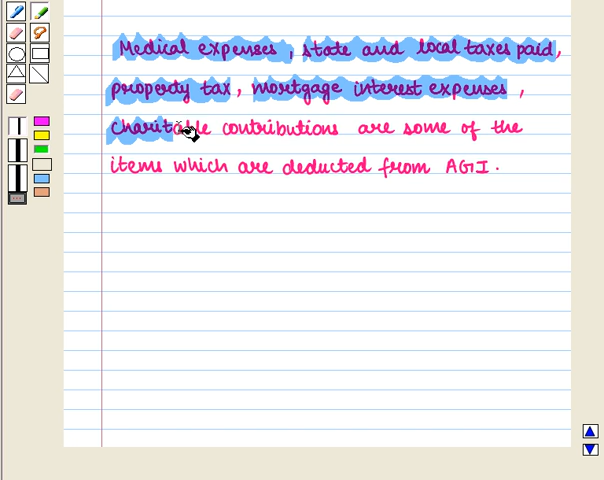 Medical expenses, state and local taxes paid,
property tax, mortgage interest expenses,
charitable contributions are some of the
items which are deducted from AGI.